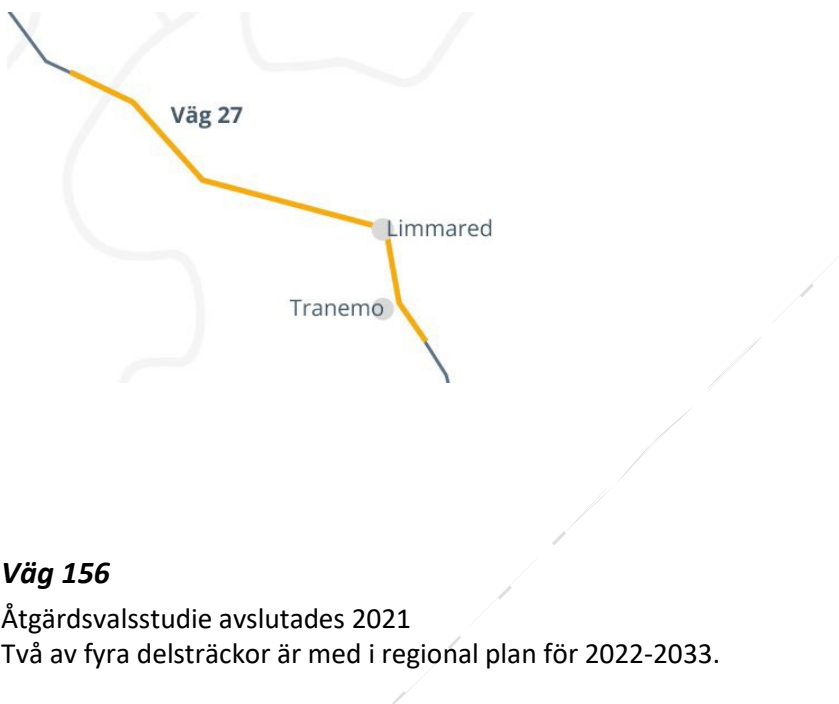 Väg 27
Limmared
Tranemo
Väg 156
Åtgärdsvalsstudie avslutades 2021
Två av fyra delsträckor är med i regional plan för 2022-2033.